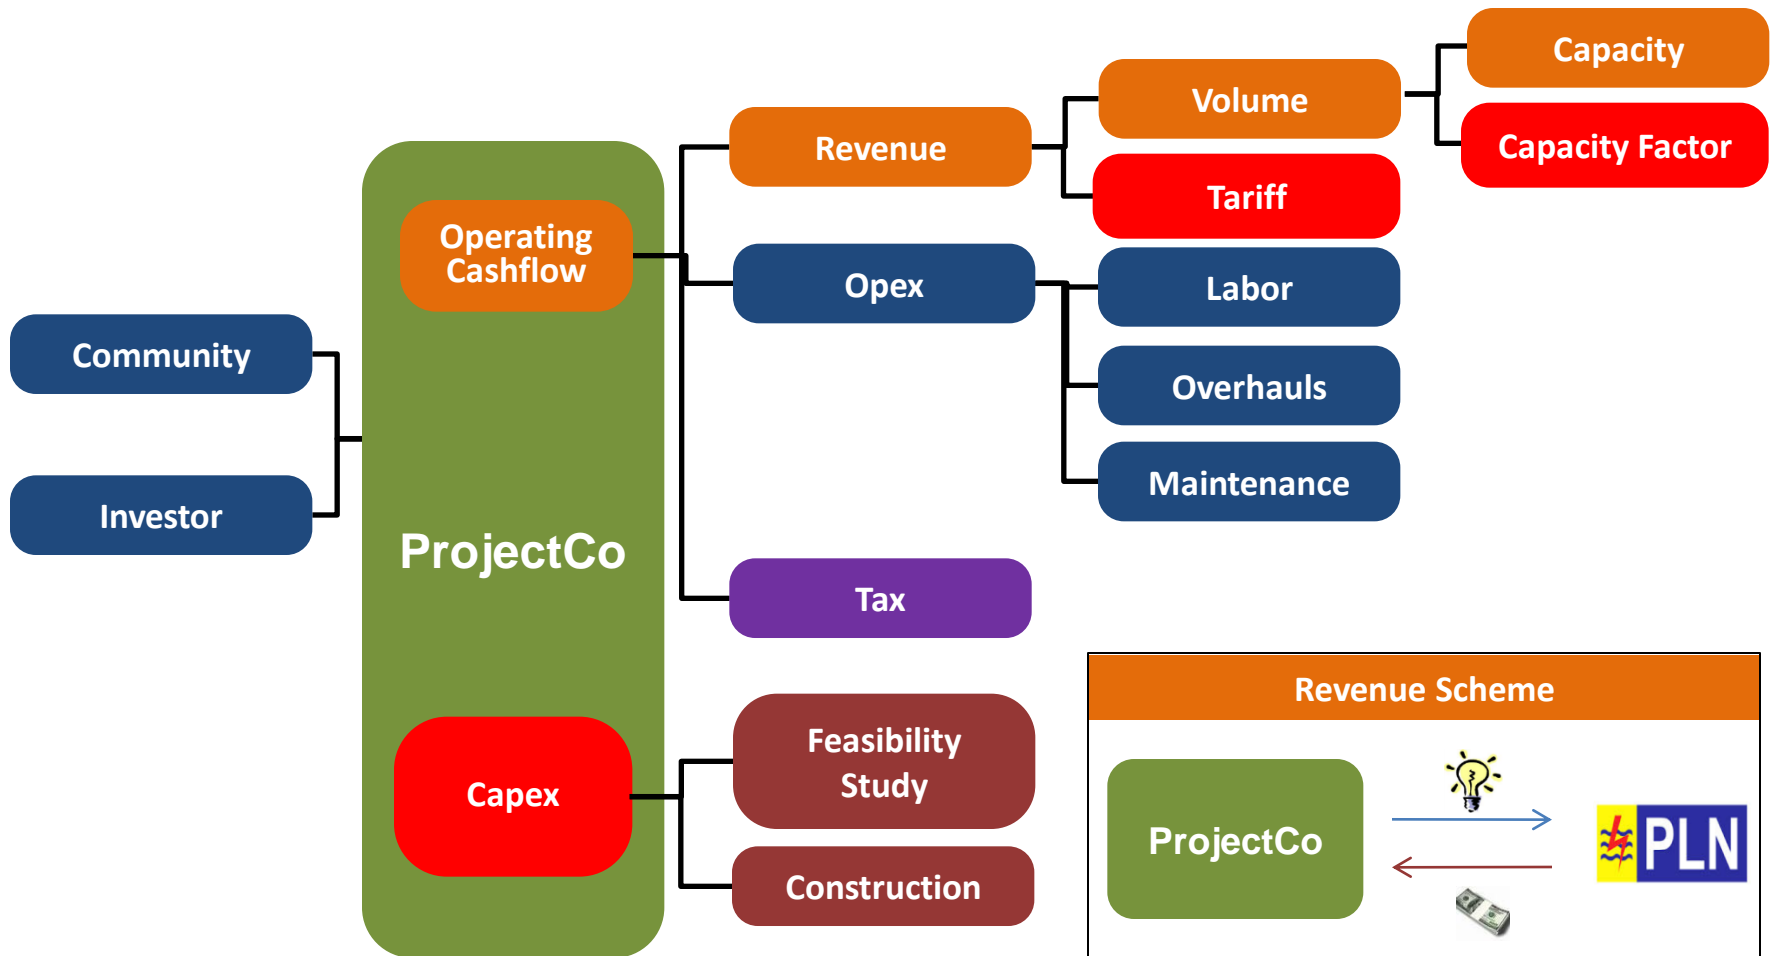 Capacity
Volume
Capacity Factor
Revenue
Tariff
Operating
Cashflow
Opex
Labor
Community
Overhauls
Maintenance
Investor
ProjectCo
Tax
Revenue Scheme
Feasibility
Study
Capex
ProjectCo
PLN
Construction